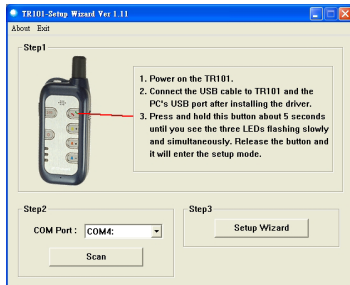 TR101-Setup Wizard Ver 1.11
About Exit
Step1
1. Power on the TR101.
2. Connect the USB cable to TR101 and the
PC's USB port after installing the driver.
3. Press and hold this button about 5 seconds
until you see the three LEDs flashing slowly
and simultaneously. Release the button and
it will enter the setup mode.
Step2
COM Port : COM4:
Scan
Step3
Setup Wizard